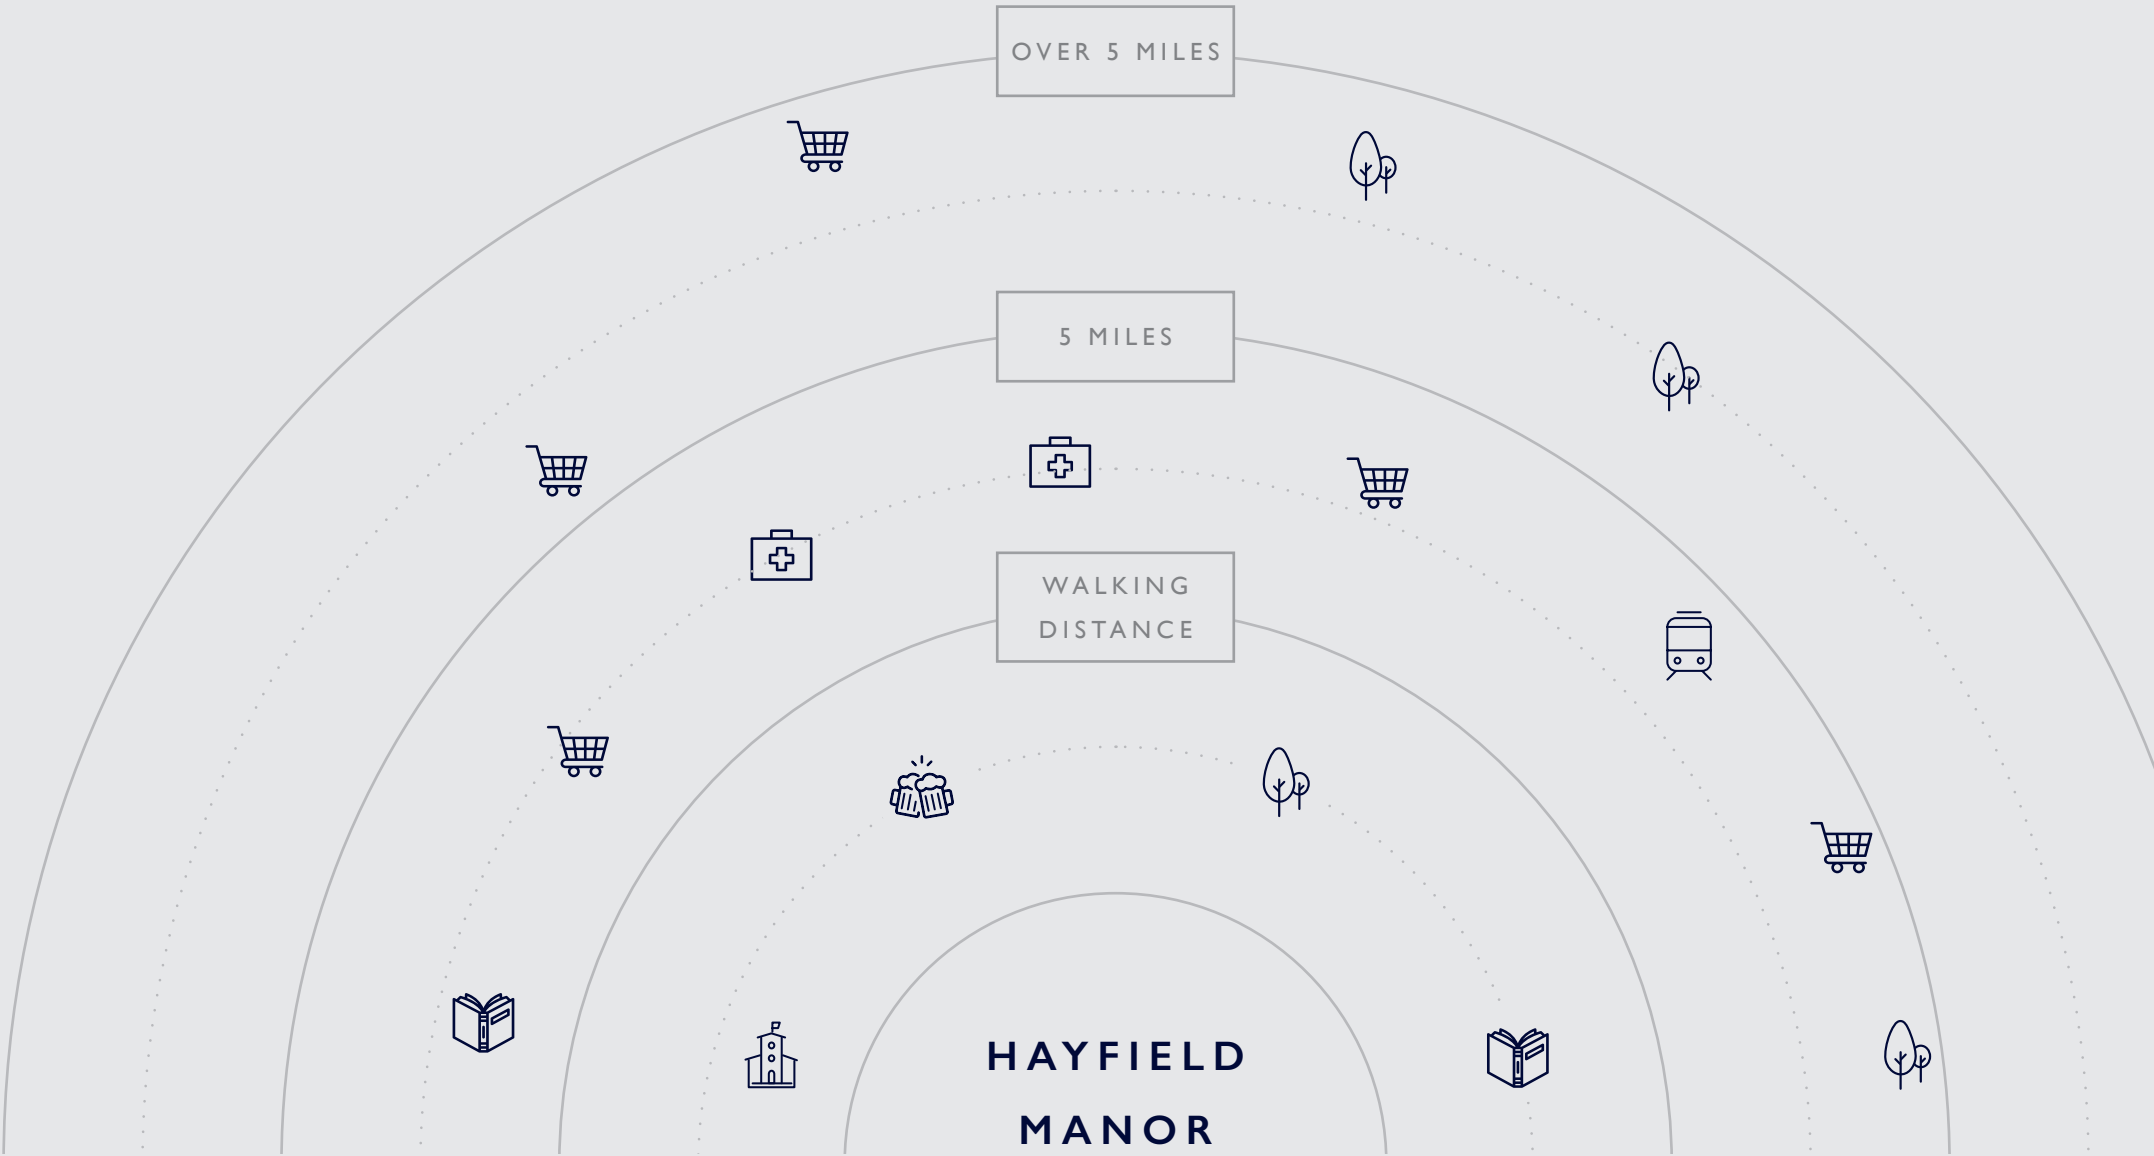 OVER 5 MILES
5 MILES
WALKING
DISTANCE
HAYFIELD
MANOR